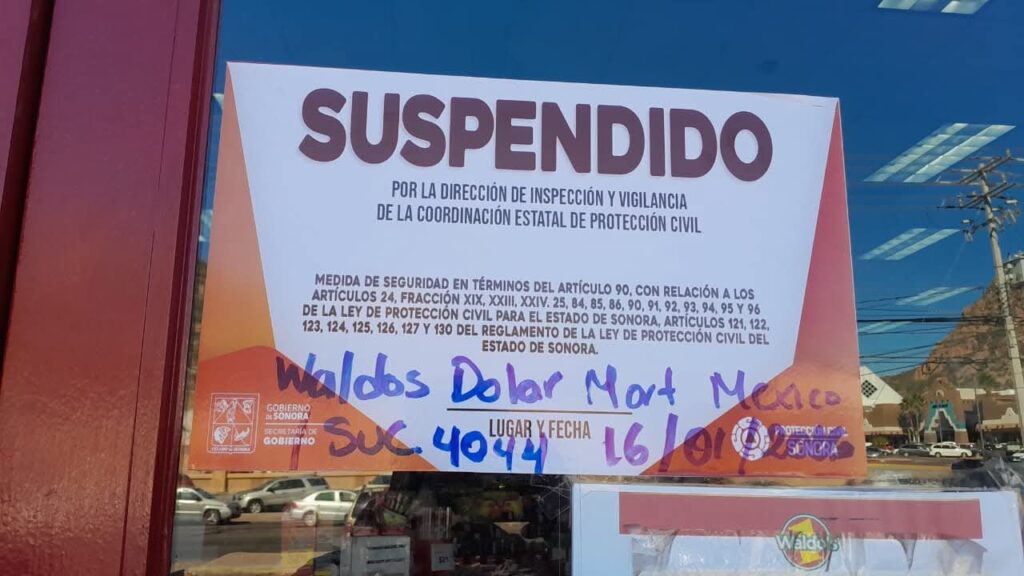 SUSPENDIDO
POR LA DIRECCIÓN DE INSPECCIÓN Y VIGILANCIA
DE LA COORDINACIÓN ESTATAL DE PROTECCIÓN CIVIL
MEDIDA DE SEGURIDAD EN TÉRMINOS DEL ARTÍCULO 90, CON RELACIÓN A LOS
ARTÍCULOS 24, FRACCIÓN XIX, XXIII, XXIV. 25, 84, 85, 86, 90, 91, 92, 93, 94, 95 Y 96
DE LA LEY DE PROTECCIÓN CIVIL PARA EL ESTADO DE SONORA, ARTÍCULOS 121, 122,
123, 124, 125, 126, 127 Y 130 DEL REGLAMENTO DE LA LEY DE PROTECCIÓN CIVIL DEL
ESTADO DE SONORA.
Waldos Dolar Mart Mexico
LUGAR Y FECHA
SUC. 4044 16/01/
GOBIERNO
DE SONORA
SECRETARÍA DE
GOBIERNO
PROTECCIÓN CIVIL
SONORA
Waldo's